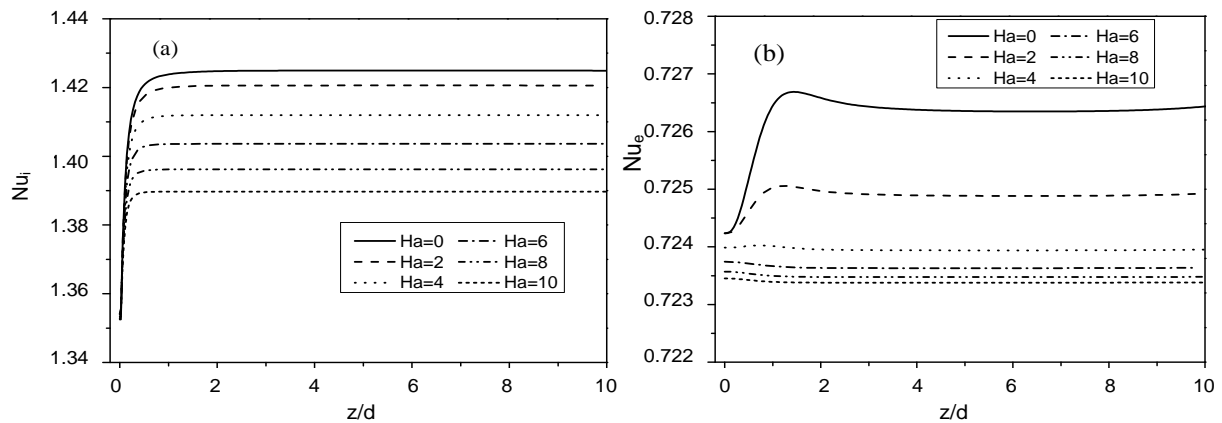 (a)
1.44
1.42
1.40
1.38
1.36
1.34
Nuᵢ
Ha=0 Ha=6
Ha=2 Ha=8
Ha=4 Ha=10
0 2 4 6 8 10
z/d
(b)
0.728
0.727
0.726
0.725
0.724
0.723
0.722
Nuₑ
Ha=0 Ha=6
Ha=2 Ha=8
Ha=4 Ha=10
0 2 4 6 8 10
z/d